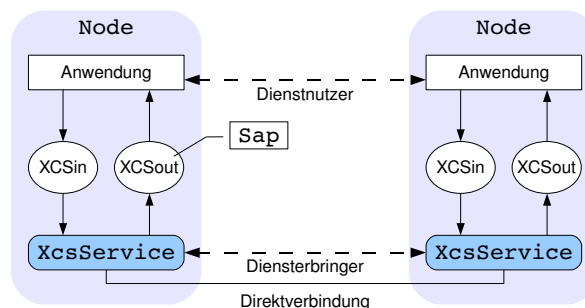 Node Node
Anwendung Anwendung
Dienstnutzer
Sap
XCSin XCSout XCSin XCSout
XcsService XcsService
Diensterbringer
Direktverbindung